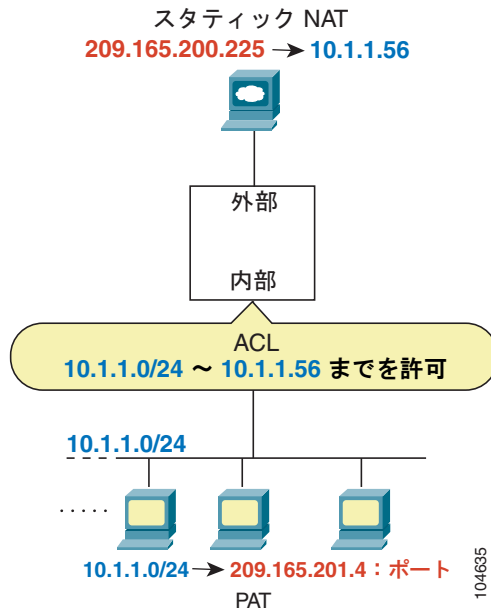 スタティック NAT
209.165.200.225 → 10.1.1.56
外部
内部
ACL
10.1.1.0/24 ～ 10.1.1.56 までを許可
10.1.1.0/24
.....
10.1.1.0/24 → 209.165.201.4：ポート
PAT
104635